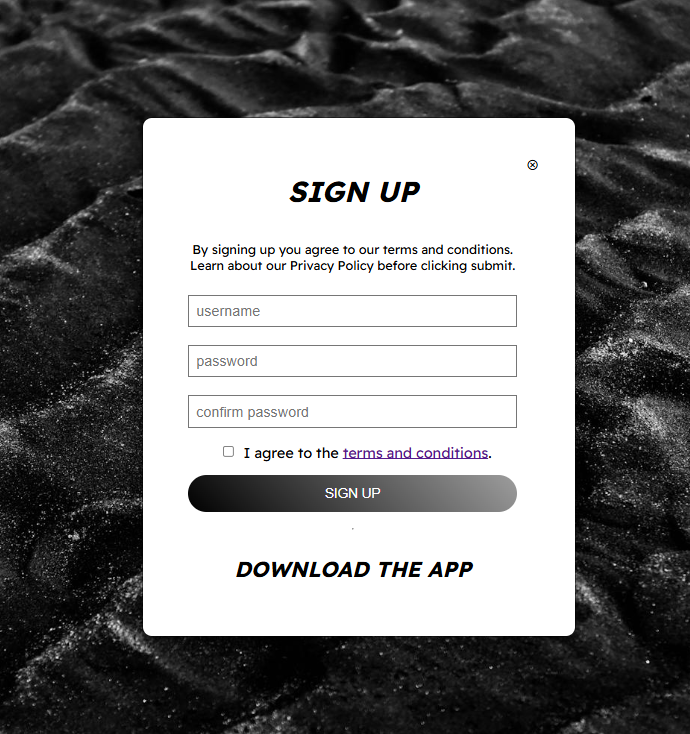 ⊗
SIGN UP
By signing up you agree to our terms and conditions.
Learn about our Privacy Policy before clicking submit.
username
password
confirm password
I agree to the terms and conditions.
SIGN UP
.
DOWNLOAD THE APP